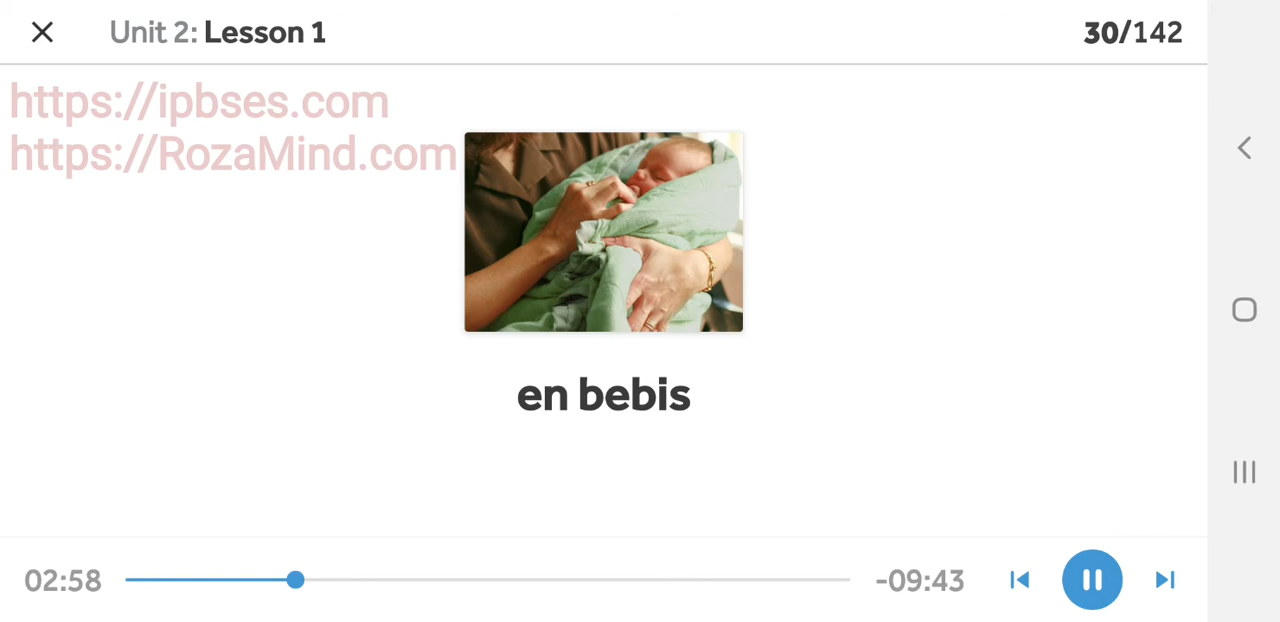 Unit 2: Lesson 1
30/142
https://ipbses.com
https://RozaMind.com
en bebis
02:58
-09:43